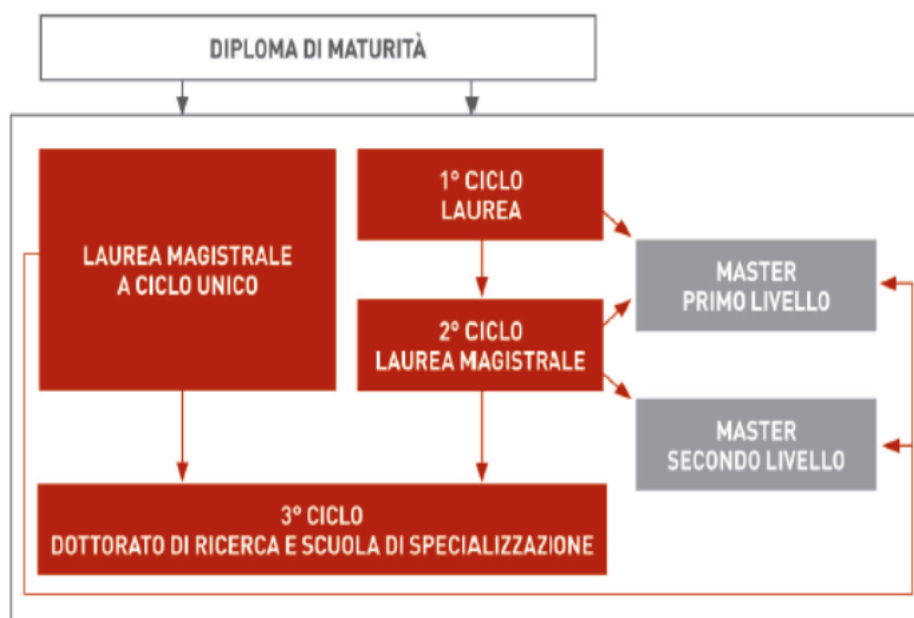 DIPLOMA DI MATURITÀ
LAUREA MAGISTRALE
A CICLO UNICO
1° CICLO
LAUREA
MASTER
PRIMO LIVELLO
2° CICLO
LAUREA MAGISTRALE
MASTER
SECONDO LIVELLO
3° CICLO
DOTTORATO DI RICERCA E SCUOLA DI SPECIALIZZAZIONE